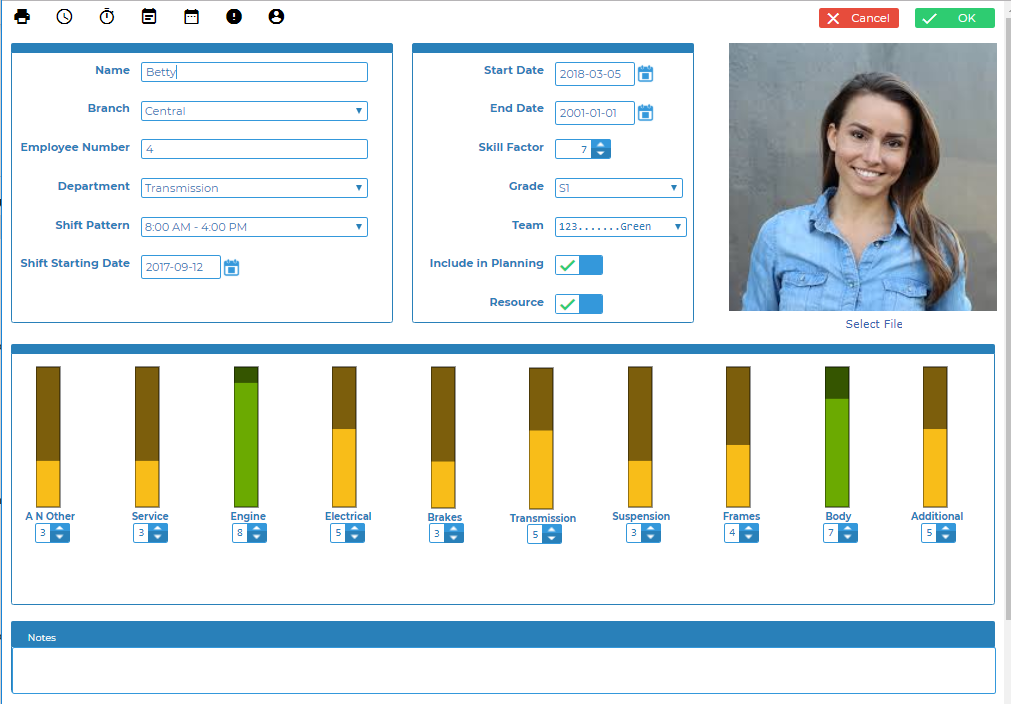 Cancel OK
Name Betty
Branch Central
Employee Number 4
Department Transmission
Shift Pattern 8:00 AM - 4:00 PM
Shift Starting Date 2017-09-12
Start Date 2018-03-05
End Date 2001-01-01
Skill Factor 7
Grade S1
Team 123.......Green
Include in Planning
Resource
Select File
A N Other Service Engine Electrical Brakes Transmission Suspension Frames Body Additional
3 3 8 5 3 5 3 4 7 5
Notes